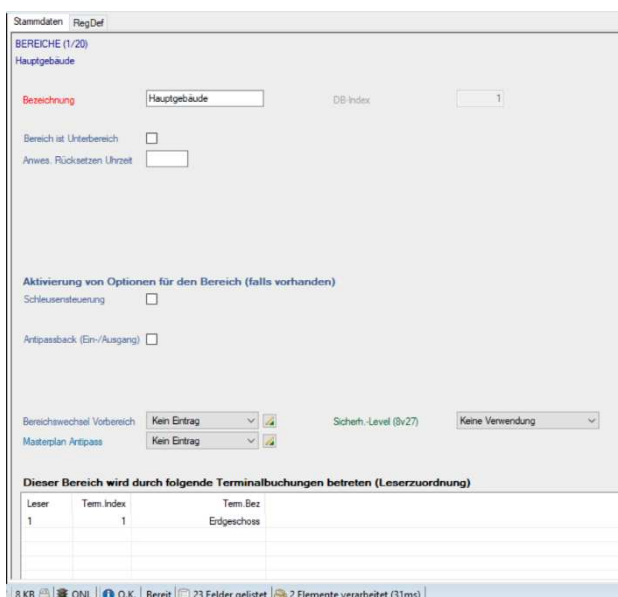 Stammdaten RegDef
BEREICHE (1/20)
Hauptgebäude
Bezeichnung Hauptgebäude DB-Index 1
Bereich ist Unterbereich
Anwes. Rücksetzen Uhrzeit
Aktivierung von Optionen für den Bereich (falls vorhanden)
Schleusensteuerung
Antipassback (Ein-/Ausgang)
Bereichswechsel Vorbereich Kein Eintrag Sicherh.-Level (8v27) Keine Verwendung
Masterplan Antipass Kein Eintrag
Dieser Bereich wird durch folgende Terminalbuchungen betreten (Leserzuordnung)
Leser Term.Index Term.Bez
1 1 Erdgeschoss
8 KB ONL O.K. Bereit 23 Felder gelistet 2 Elemente verarbeitet (31ms)